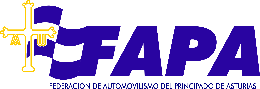 FAPA
FEDERACION DE AUTOMOVILISMO DEL PRINCIPADO DE ASTURIAS